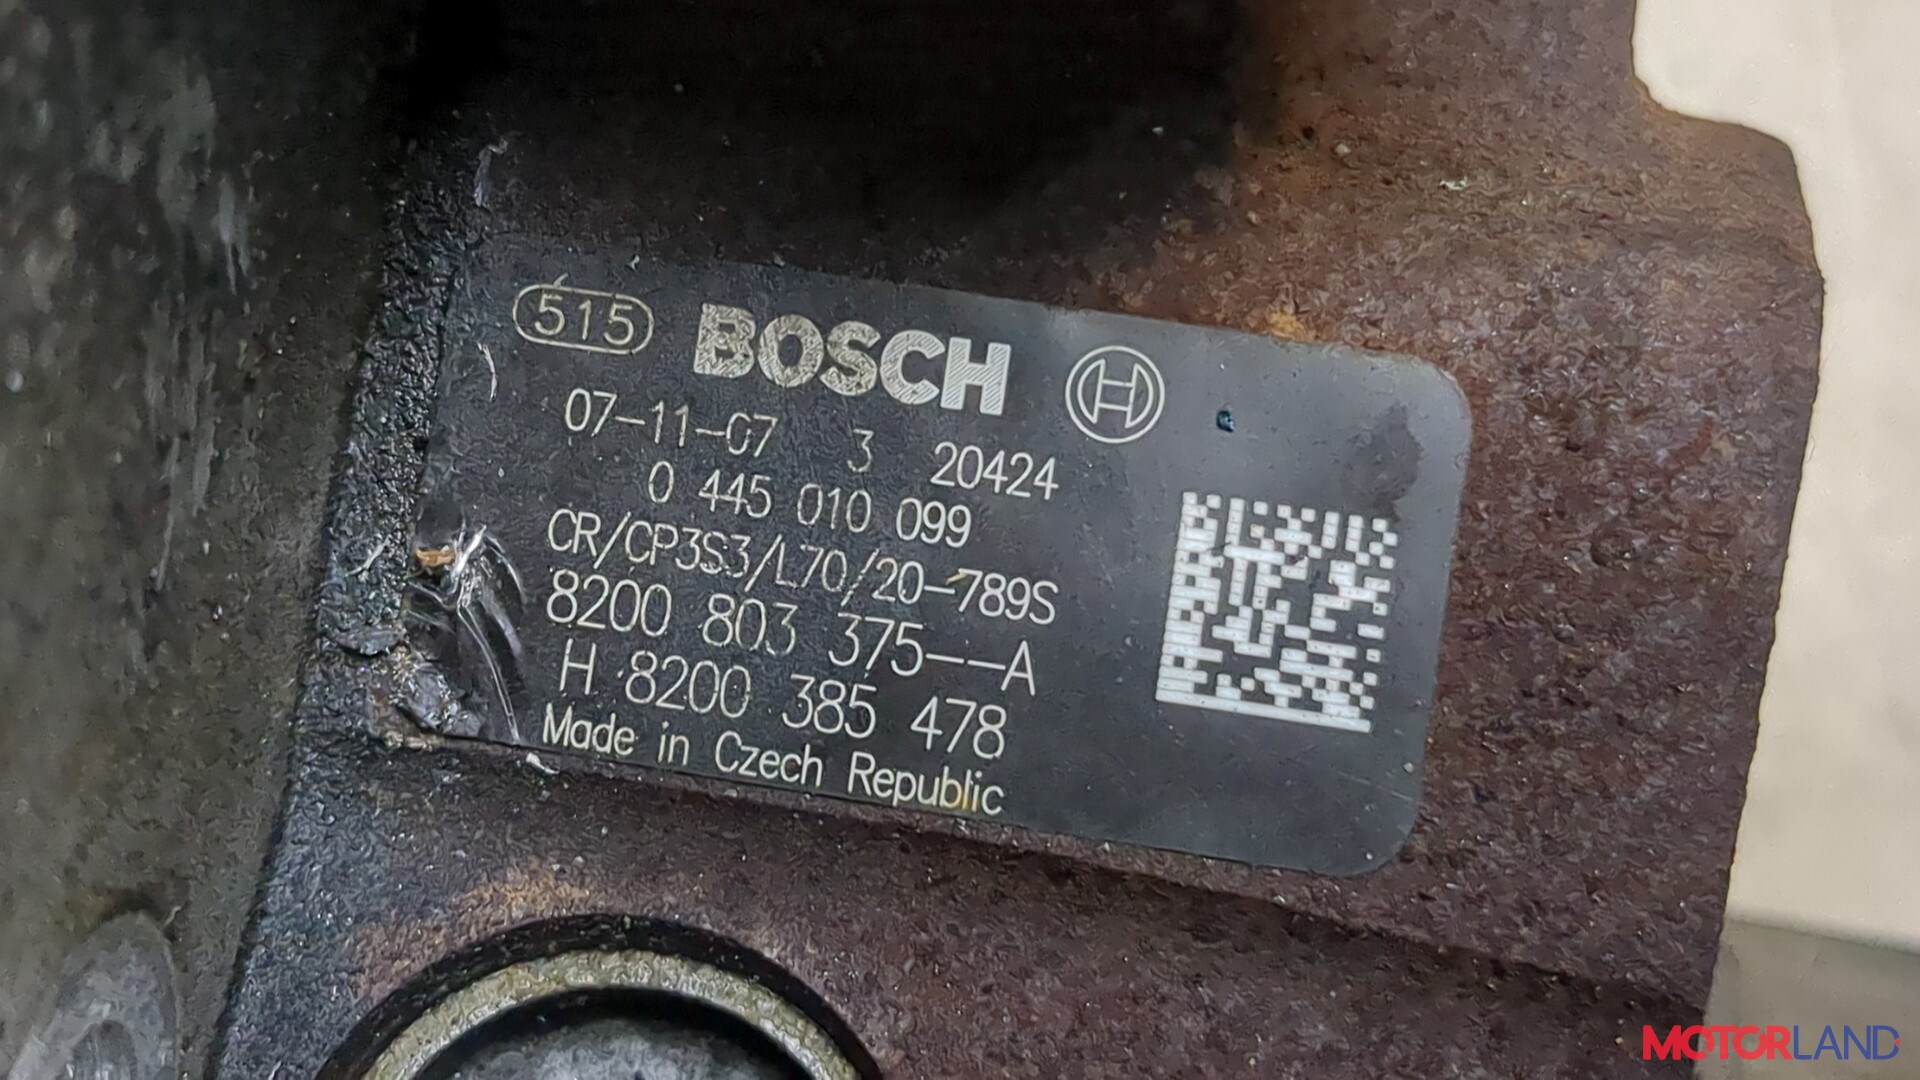 515 BOSCH
07-11-07 3 20424
0 445 010 099
CR/CP3S3/L70/20-789S
8200 803 375--A
H 8200 385 478
Made in Czech Republic
MOTORLAND